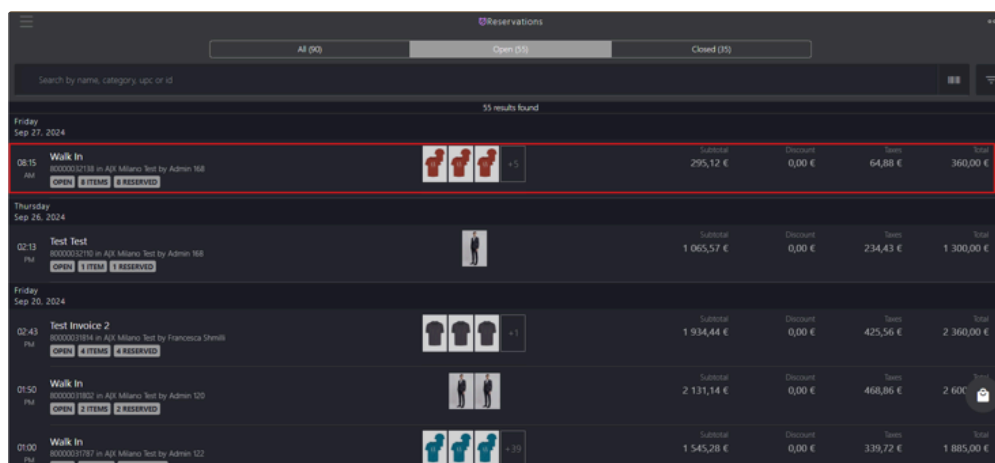 Reservations
All (90) Open (55) Closed (35)
Search by name, category, upc or id
55 results found
Friday
Sep 27, 2024
08:15 AM
Walk In
80000032138 in AJX Milano Test by Admin 168
OPEN 8 ITEMS 8 RESERVED
+5
Subtotal Discount Taxes Total
295,12 € 0,00 € 64,88 € 360,00 €
Thursday
Sep 26, 2024
02:13 PM
Test Test
80000032110 in AJX Milano Test by Admin 168
OPEN 1 ITEM 1 RESERVED
Subtotal Discount Taxes Total
1 065,57 € 0,00 € 234,43 € 1 300,00 €
Friday
Sep 20, 2024
02:43 PM
Test Invoice 2
80000031814 in AJX Milano Test by Francesca Shmilli
OPEN 4 ITEMS 4 RESERVED
+1
Subtotal Discount Taxes Total
1 934,44 € 0,00 € 425,56 € 2 360,00 €
01:50 PM
Walk In
80000031802 in AJX Milano Test by Admin 120
OPEN 2 ITEMS 2 RESERVED
Subtotal Discount Taxes
2 131,14 € 0,00 € 468,86 € 2 600
01:00 PM
Walk In
80000031787 in AJX Milano Test by Admin 122
+39
Subtotal Discount Taxes Total
1 545,28 € 0,00 € 339,72 € 1 885,00 €